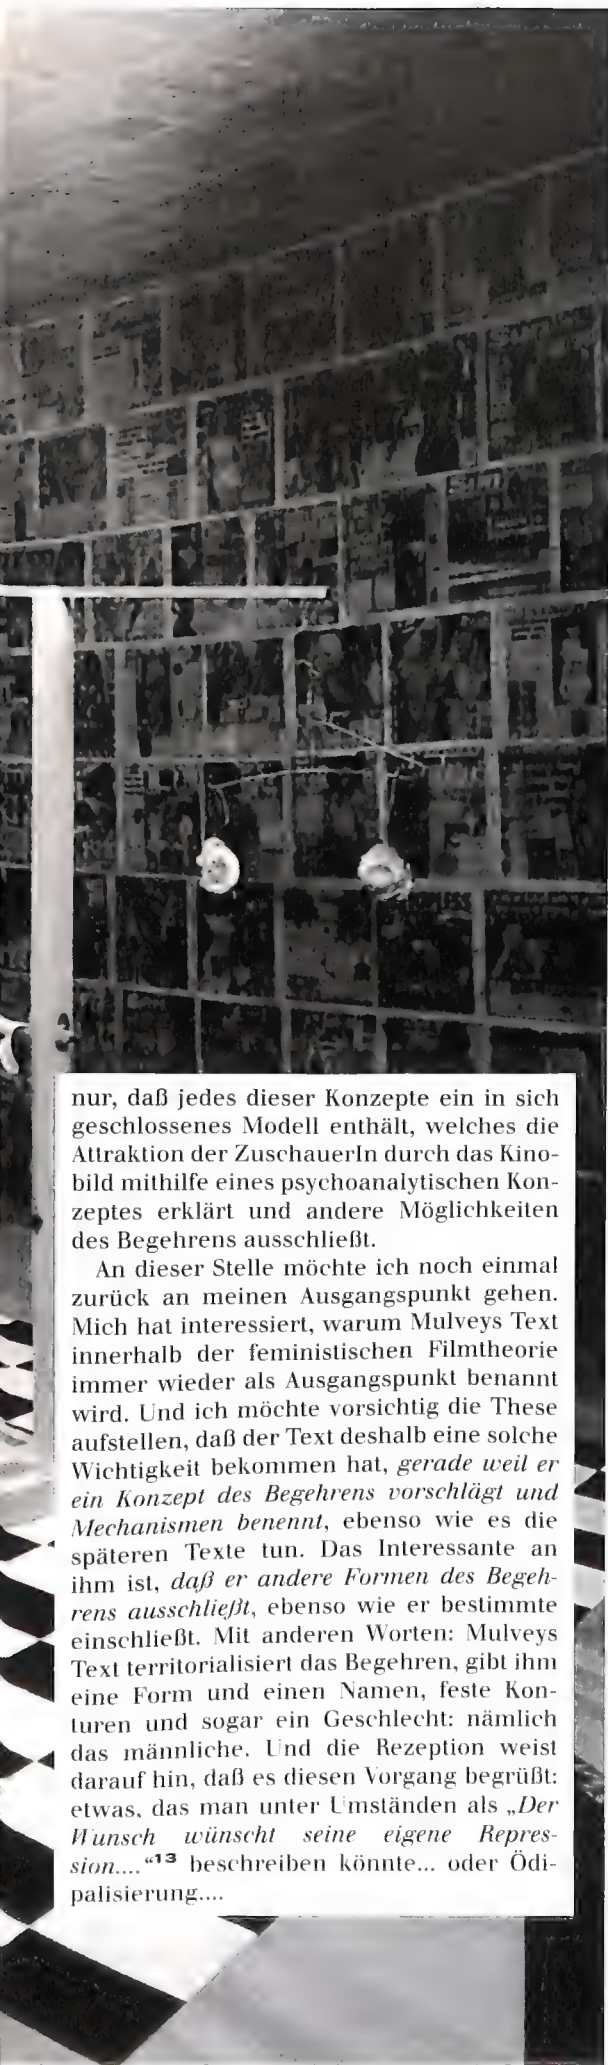 nur, daß jedes dieser Konzepte ein in sich
geschlossenes Modell enthält, welches die
Attraktion der ZuschauerIn durch das Kino-
bild mithilfe eines psychoanalytischen Kon-
zeptes erklärt und andere Möglichkeiten
des Begehrens ausschließt.
An dieser Stelle möchte ich noch einmal
zurück an meinen Ausgangspunkt gehen.
Mich hat interessiert, warum Mulveys Text
innerhalb der feministischen Filmtheorie
immer wieder als Ausgangspunkt benannt
wird. Und ich möchte vorsichtig die These
aufstellen, daß der Text deshalb eine solche
Wichtigkeit bekommen hat, gerade weil er
ein Konzept des Begehrens vorschlägt und
Mechanismen benennt, ebenso wie es die
späteren Texte tun. Das Interessante an
ihm ist, daß er andere Formen des Begeh-
rens ausschließt, ebenso wie er bestimmte
einschließt. Mit anderen Worten: Mulveys
Text territorialisiert das Begehren, gibt ihm
eine Form und einen Namen, feste Kon-
turen und sogar ein Geschlecht: nämlich
das männliche. Und die Rezeption weist
darauf hin, daß es diesen Vorgang begrüßt:
etwas, das man unter Umständen als „Der
Wunsch wünscht seine eigene Repres-
sion....“13 beschreiben könnte... oder Ödi-
palisierung....